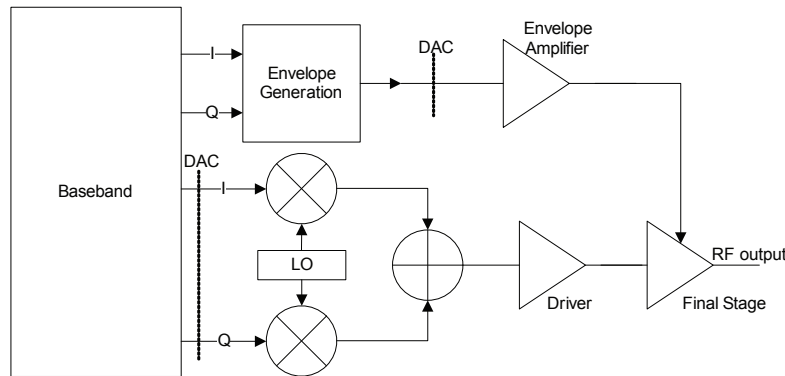 Envelope
Amplifier
DAC
I
Envelope
Generation
Q
DAC
I
Baseband
LO
RF output
Driver
Final Stage
Q